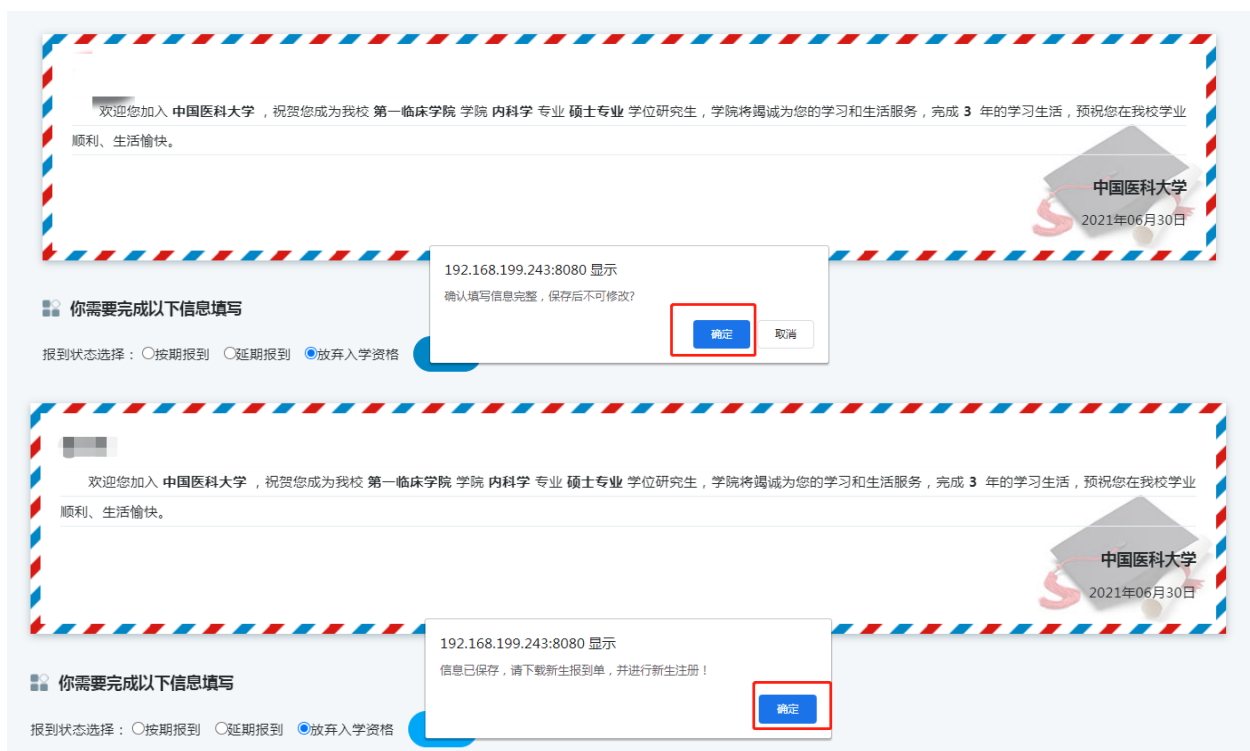 欢迎您加入 中国医科大学 ，祝贺您成为我校 第一临床学院 学院 内科学 专业 硕士专业 学位研究生，学院将竭诚为您的学习和生活服务，完成 3 年的学习生活，预祝您在我校学业
顺利、生活愉快。
中国医科大学
2021年06月30日
192.168.199.243:8080 显示
确认填写信息完整，保存后不可修改?
确定 取消
你需要完成以下信息填写
报到状态选择： 按期报到 延期报到 放弃入学资格
欢迎您加入 中国医科大学 ，祝贺您成为我校 第一临床学院 学院 内科学 专业 硕士专业 学位研究生，学院将竭诚为您的学习和生活服务，完成 3 年的学习生活，预祝您在我校学业
顺利、生活愉快。
中国医科大学
2021年06月30日
192.168.199.243:8080 显示
信息已保存，请下载新生报到单，并进行新生注册！
确定
你需要完成以下信息填写
报到状态选择： 按期报到 延期报到 放弃入学资格